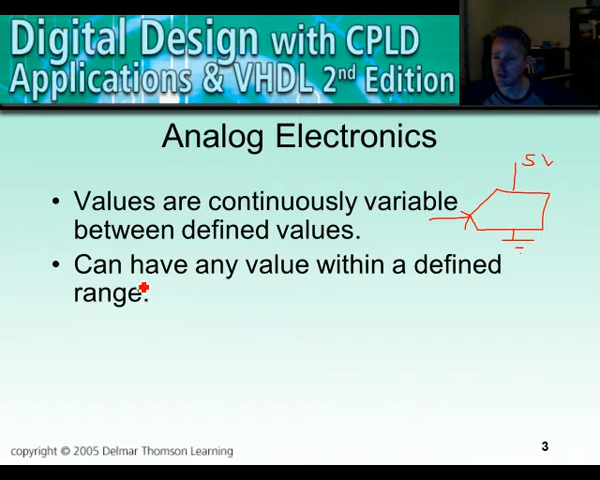 Digital Design with CPLD
Applications & VHDL 2nd Edition
Analog Electronics
5V
• Values are continuously variable
between defined values.
• Can have any value within a defined
range.
copyright © 2005 Delmar Thomson Learning
3